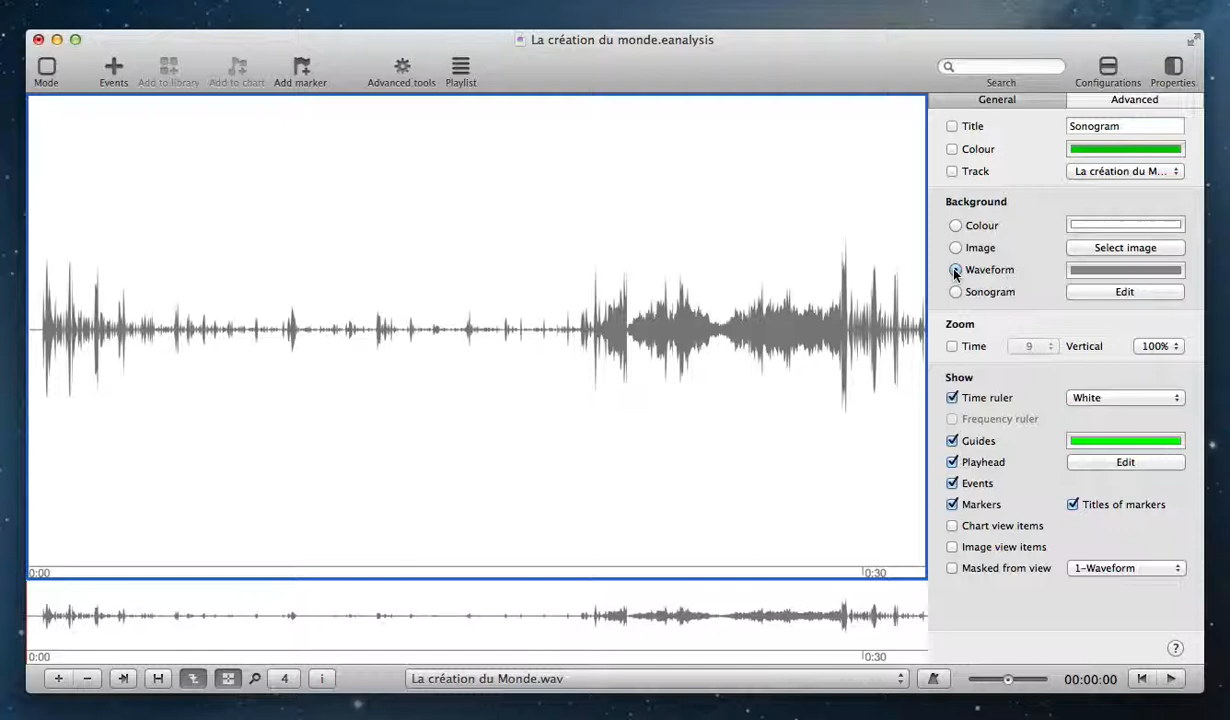 La création du monde.eanalysis
Mode Events Add to library Add to chart Add marker Advanced tools Playlist Search Configurations Properties
General Advanced
Title Sonogram
Colour
Track La création du M...
Background
Colour
Image Select image
Waveform
Sonogram Edit
Zoom
Time 9 Vertical 100%
Show
Time ruler White
Frequency ruler
Guides
Playhead Edit
Events
Markers Titles of markers
Chart view items
Image view items
Masked from view 1-Waveform
0:00 0:30
0:00 0:30
?
+ - H 4 i La création du Monde.wav 00:00:00